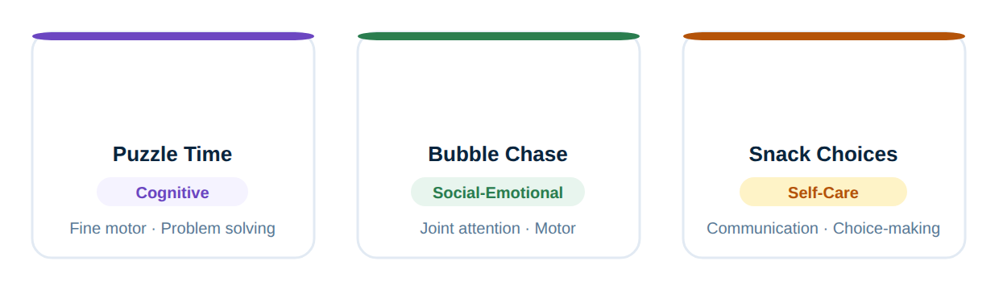 Puzzle Time
Cognitive
Fine motor · Problem solving
Bubble Chase
Social-Emotional
Joint attention · Motor
Snack Choices
Self-Care
Communication · Choice-making